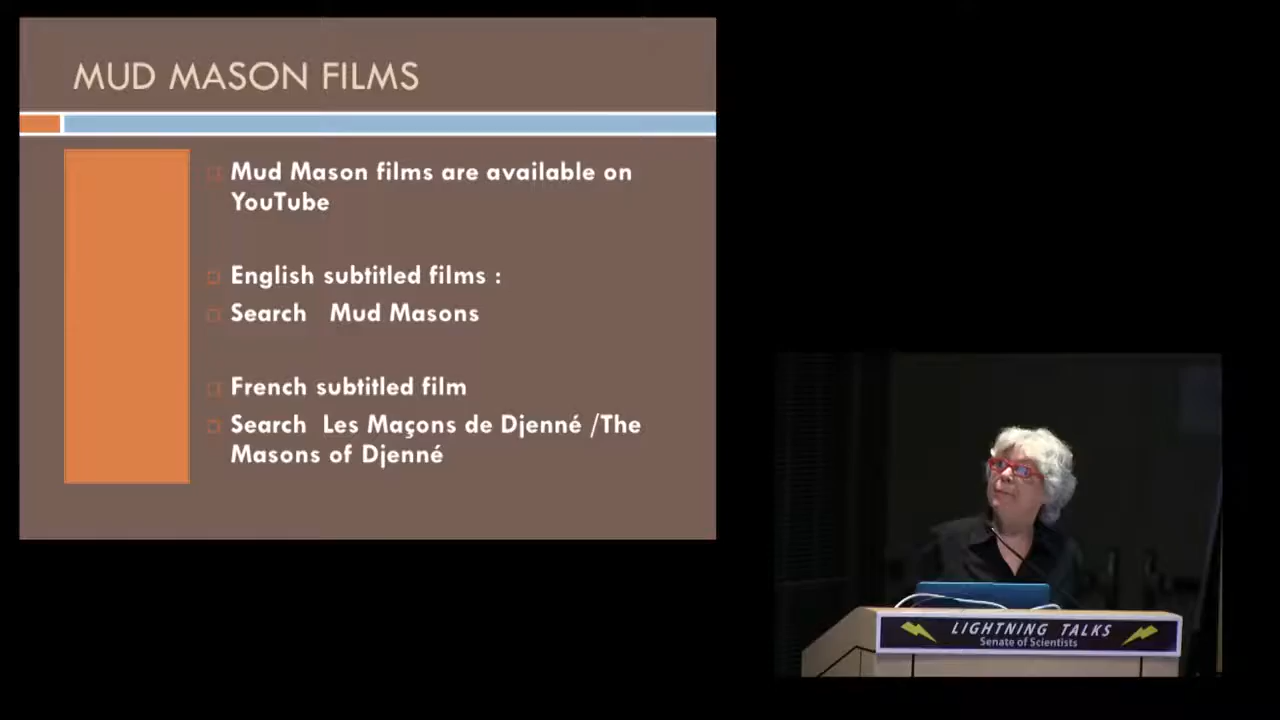 MUD MASON FILMS
Mud Mason films are available on
YouTube
English subtitled films :
Search Mud Masons
French subtitled film
Search Les Maçons de Djenné /The
Masons of Djenné
LIGHTNING TALKS
Senate of Scientists